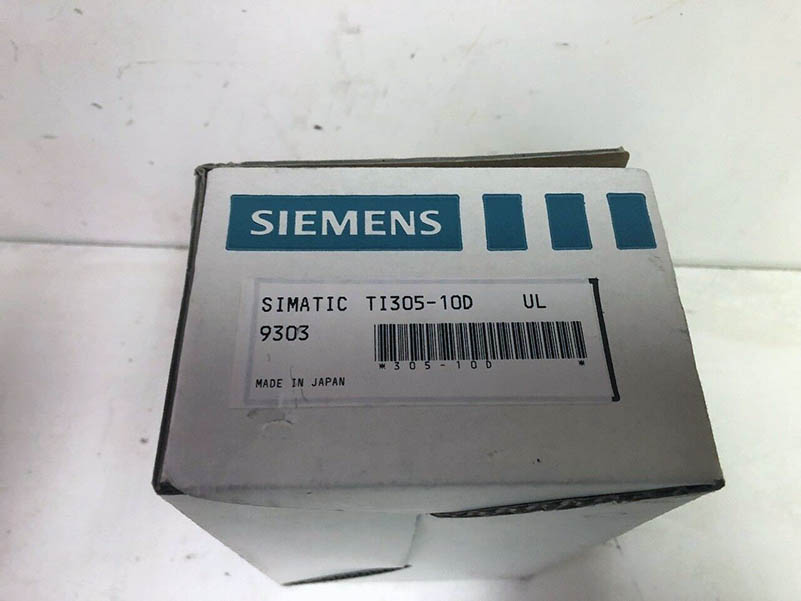 SIEMENS
SIMATIC TI305-10D UL
9303
*305-10D *
MADE IN JAPAN